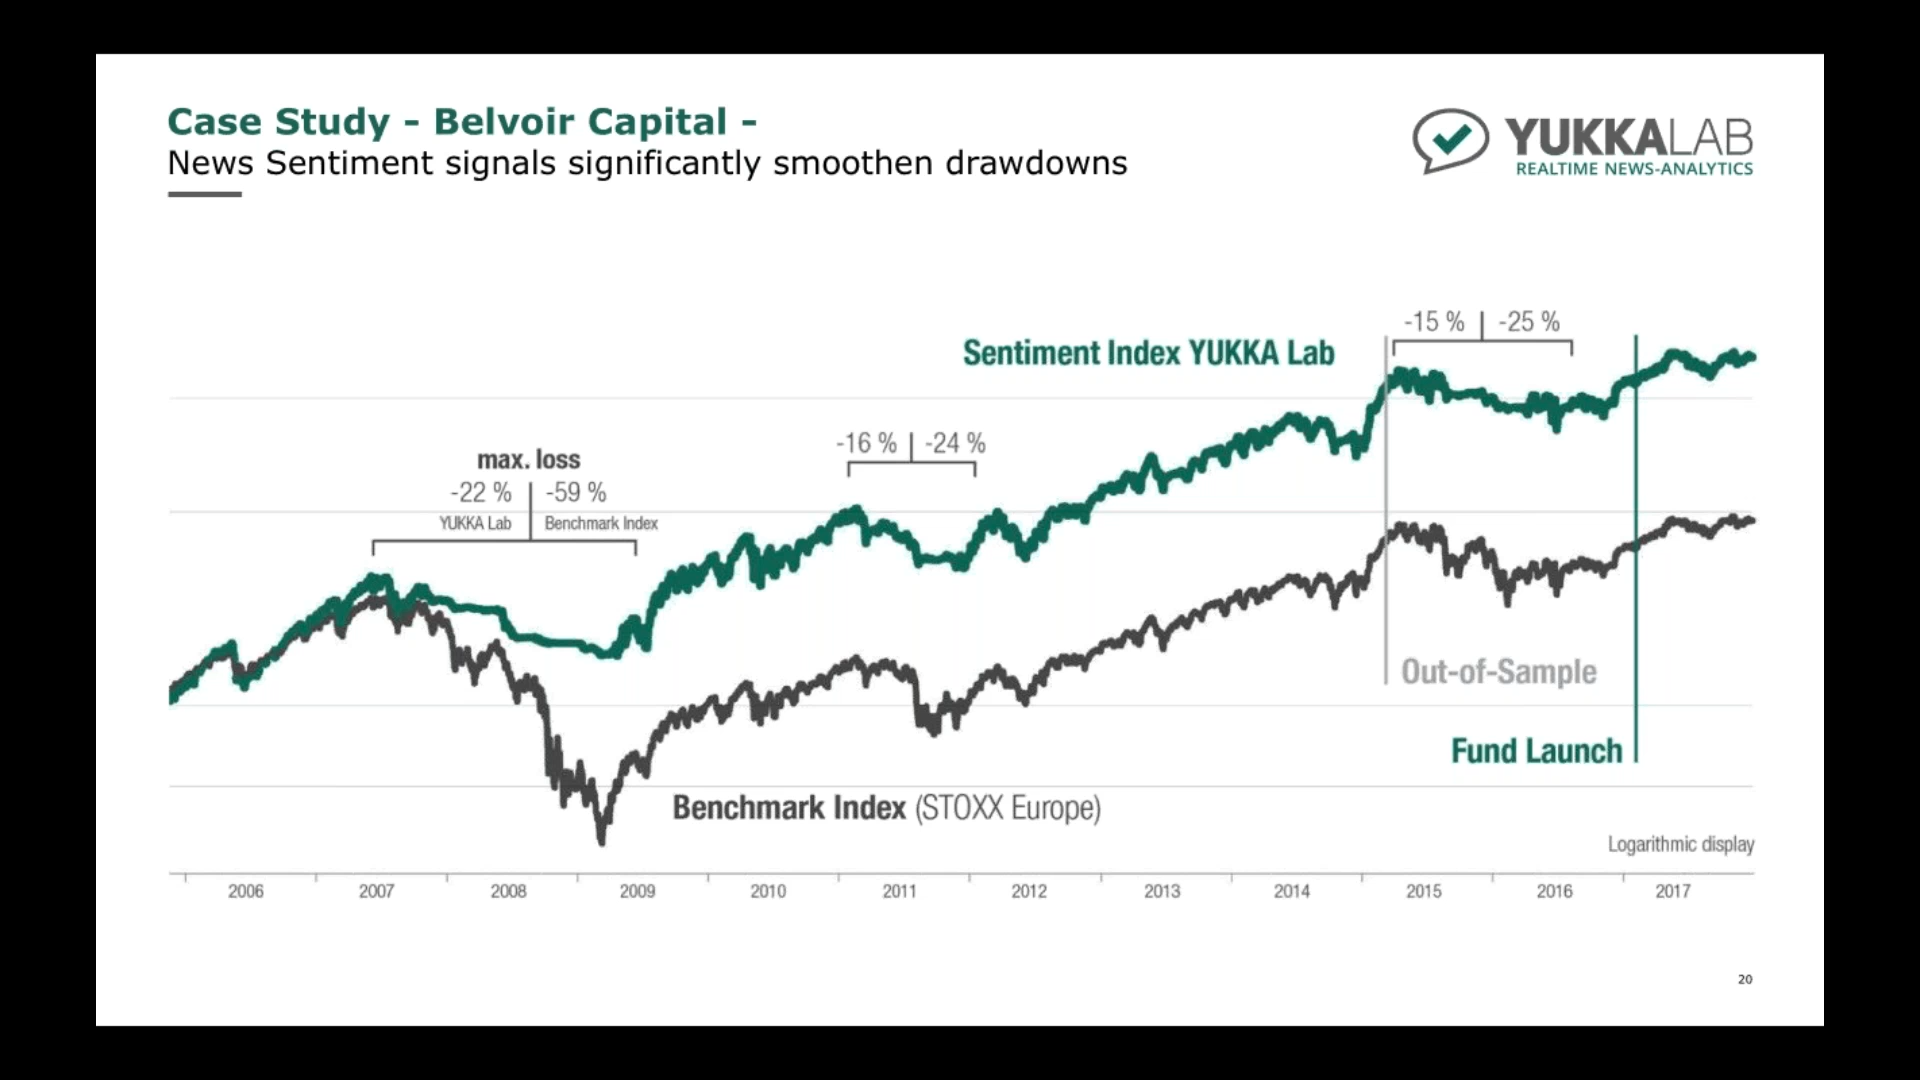 Case Study - Belvoir Capital -
News Sentiment signals significantly smoothen drawdowns
YUKKALAB
REALTIME NEWS-ANALYTICS
-15 % | -25 %
Sentiment Index YUKKA Lab
-16 % | -24 %
max. loss
-22 % | -59 %
YUKKA Lab | Benchmark Index
Out-of-Sample
Fund Launch
Benchmark Index (STOXX Europe)
Logarithmic display
2006 2007 2008 2009 2010 2011 2012 2013 2014 2015 2016 2017
20